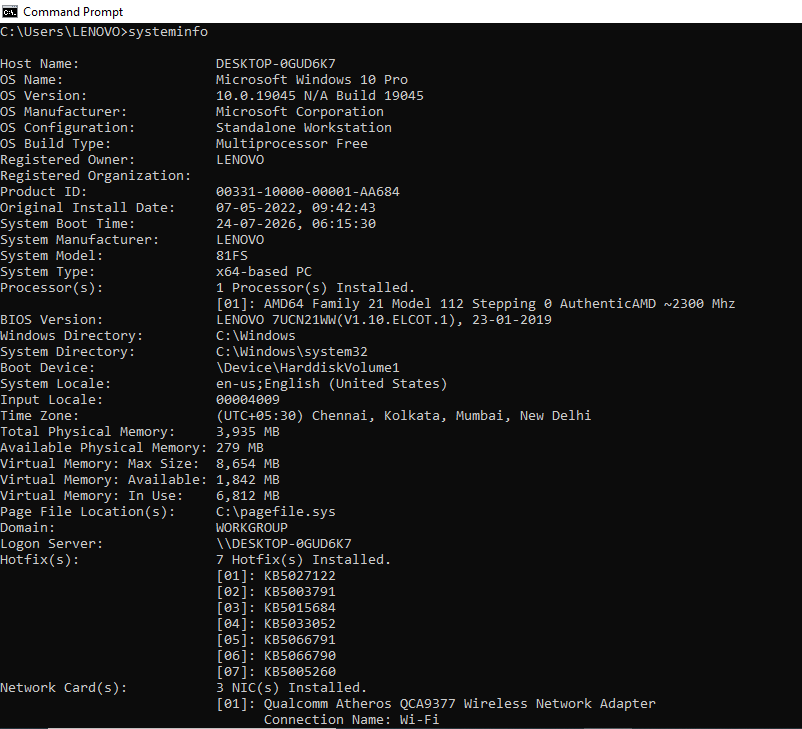 Command Prompt
C:\Users\LENOVO>systeminfo
Host Name: DESKTOP-0GUD6K7
OS Name: Microsoft Windows 10 Pro
OS Version: 10.0.19045 N/A Build 19045
OS Manufacturer: Microsoft Corporation
OS Configuration: Standalone Workstation
OS Build Type: Multiprocessor Free
Registered Owner: LENOVO
Registered Organization:
Product ID: 00331-10000-00001-AA684
Original Install Date: 07-05-2022, 09:42:43
System Boot Time: 24-07-2026, 06:15:30
System Manufacturer: LENOVO
System Model: 81FS
System Type: x64-based PC
Processor(s): 1 Processor(s) Installed.
[01]: AMD64 Family 21 Model 112 Stepping 0 AuthenticAMD ~2300 Mhz
BIOS Version: LENOVO 7UCN21WW(V1.10.ELCOT.1), 23-01-2019
Windows Directory: C:\Windows
System Directory: C:\Windows\system32
Boot Device: \Device\HarddiskVolume1
System Locale: en-us;English (United States)
Input Locale: 00004009
Time Zone: (UTC+05:30) Chennai, Kolkata, Mumbai, New Delhi
Total Physical Memory: 3,935 MB
Available Physical Memory: 279 MB
Virtual Memory: Max Size: 8,654 MB
Virtual Memory: Available: 1,842 MB
Virtual Memory: In Use: 6,812 MB
Page File Location(s): C:\pagefile.sys
Domain: WORKGROUP
Logon Server: \\DESKTOP-0GUD6K7
Hotfix(s): 7 Hotfix(s) Installed.
[01]: KB5027122
[02]: KB5003791
[03]: KB5015684
[04]: KB5033052
[05]: KB5066791
[06]: KB5066790
[07]: KB5005260
Network Card(s): 3 NIC(s) Installed.
[01]: Qualcomm Atheros QCA9377 Wireless Network Adapter
Connection Name: Wi-Fi